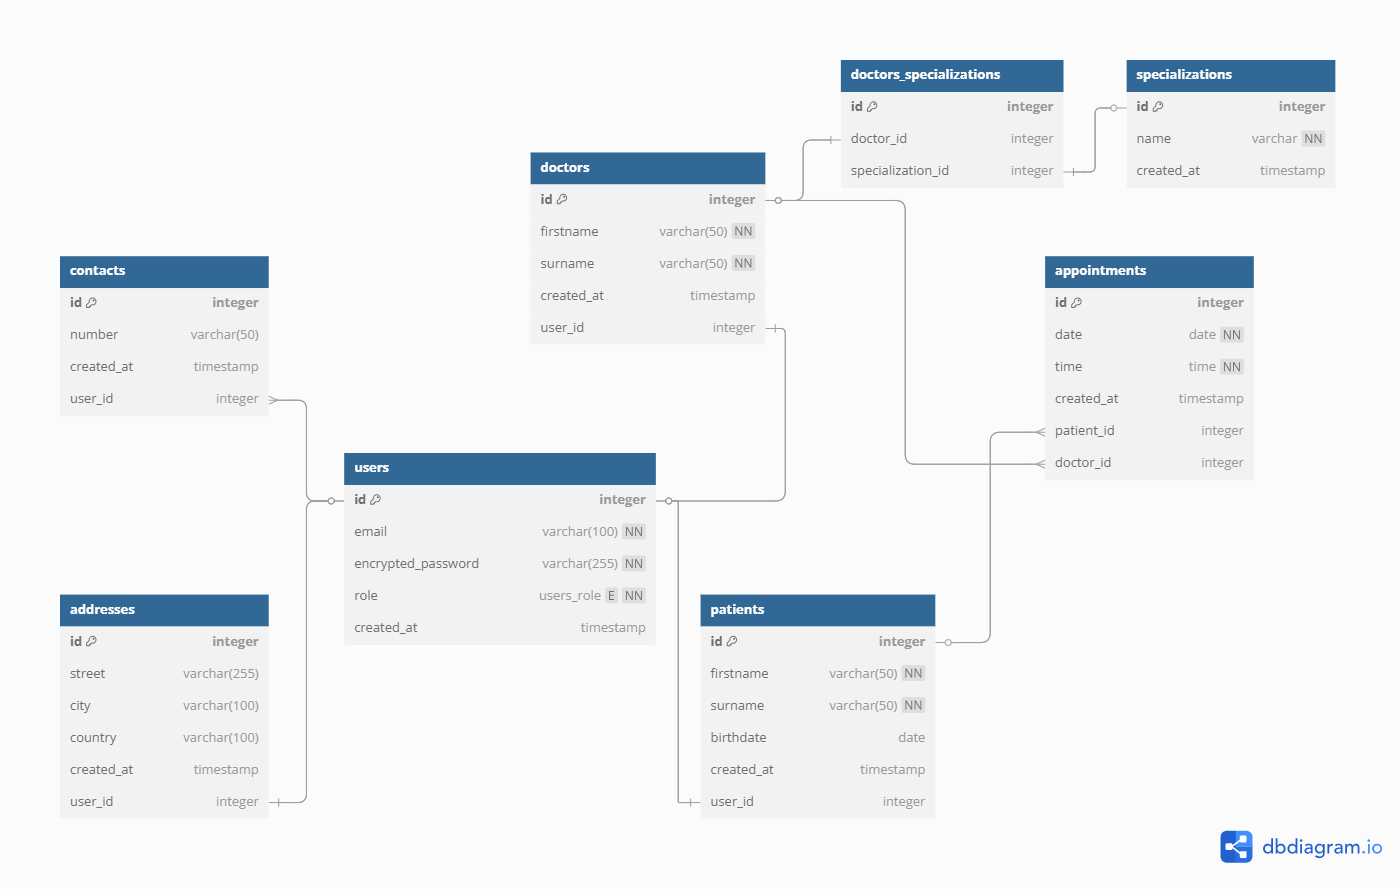 doctors_specializations
id integer
doctor_id integer
specialization_id integer
specializations
id integer
name varchar NN
created_at timestamp
doctors
id integer
firstname varchar(50) NN
surname varchar(50) NN
created_at timestamp
user_id integer
contacts
id integer
number varchar(50)
created_at timestamp
user_id integer
appointments
id integer
date date NN
time time NN
created_at timestamp
patient_id integer
doctor_id integer
users
id integer
email varchar(100) NN
encrypted_password varchar(255) NN
role users_role E NN
created_at timestamp
addresses
id integer
street varchar(255)
city varchar(100)
country varchar(100)
created_at timestamp
user_id integer
patients
id integer
firstname varchar(50) NN
surname varchar(50) NN
birthdate date
created_at timestamp
user_id integer
dbdiagram.io